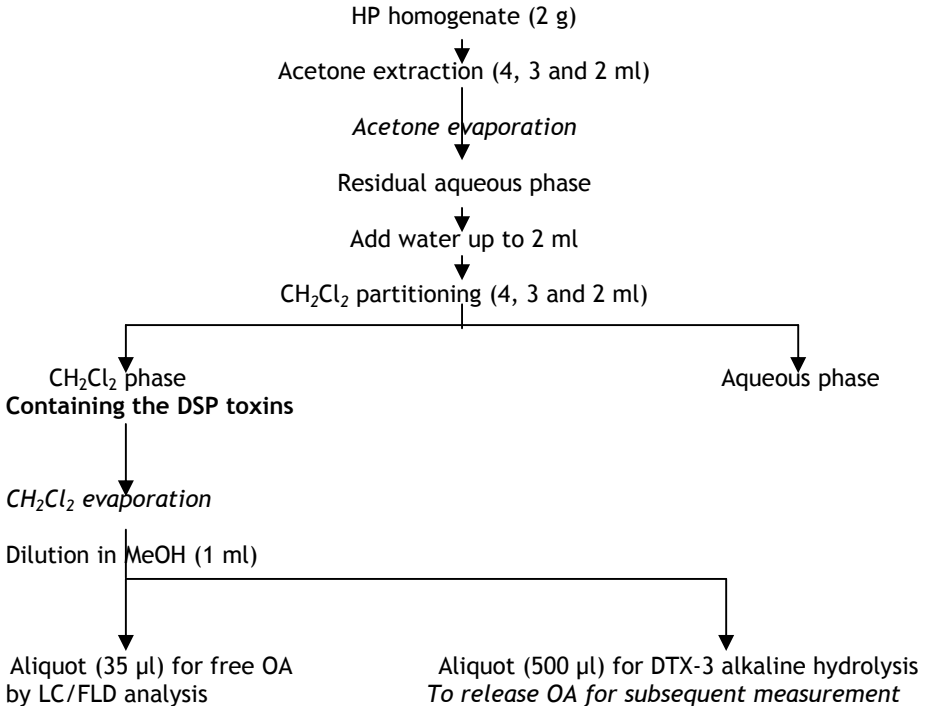 HP homogenate (2 g)
Acetone extraction (4, 3 and 2 ml)
Acetone evaporation
Residual aqueous phase
Add water up to 2 ml
CH₂Cl₂ partitioning (4, 3 and 2 ml)
CH₂Cl₂ phase
Containing the DSP toxins
Aqueous phase
CH₂Cl₂ evaporation
Dilution in MeOH (1 ml)
Aliquot (35 µl) for free OA
by LC/FLD analysis
Aliquot (500 µl) for DTX-3 alkaline hydrolysis
To release OA for subsequent measurement